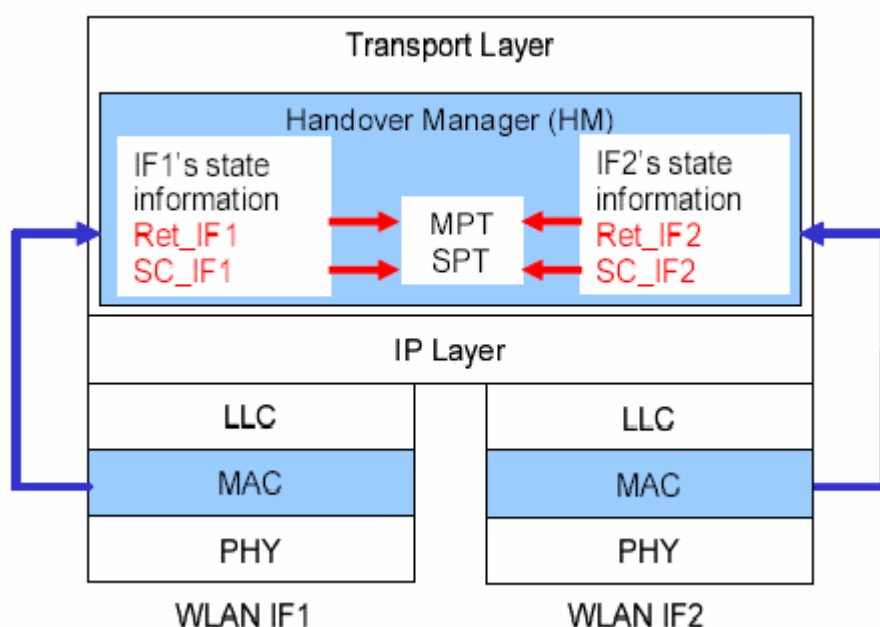 Transport Layer
Handover Manager (HM)
IF1's state
information
Ret_IF1
SC_IF1
MPT
SPT
IF2's state
information
Ret_IF2
SC_IF2
IP Layer
LLC
MAC
PHY
WLAN IF1
LLC
MAC
PHY
WLAN IF2